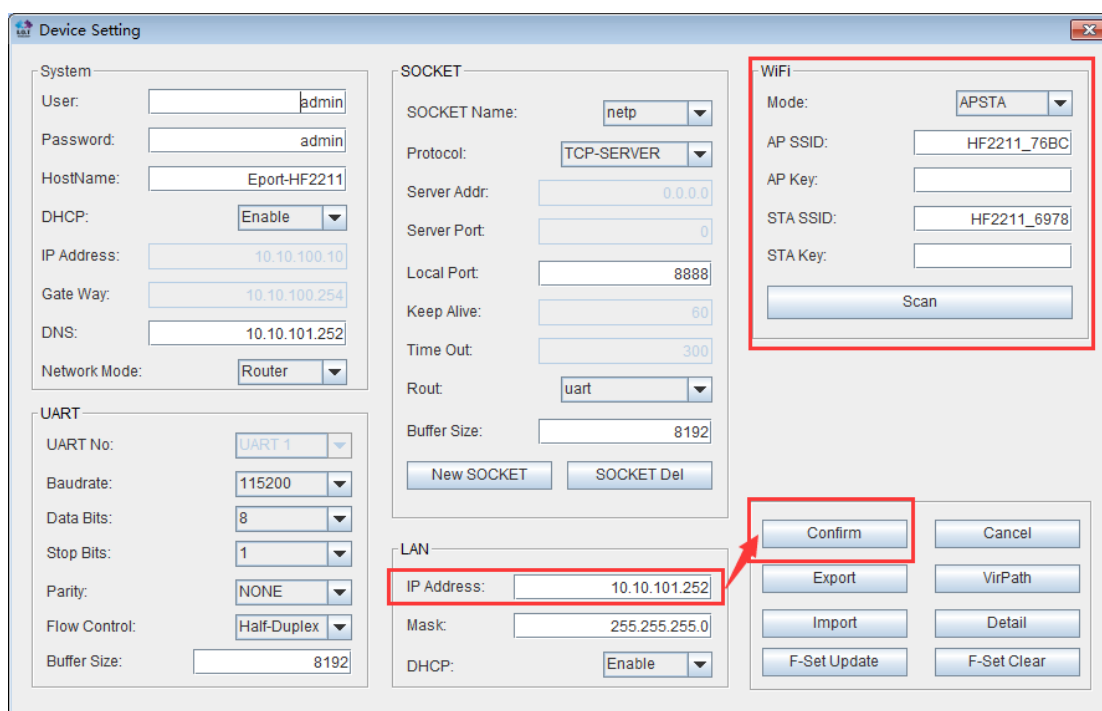 Device Setting
System
User: admin
Password: admin
HostName: Eport-HF2211
DHCP: Enable
IP Address: 10.10.100.10
Gate Way: 10.10.100.254
DNS: 10.10.101.252
Network Mode: Router
UART
UART No: UART 1
Baudrate: 115200
Data Bits: 8
Stop Bits: 1
Parity: NONE
Flow Control: Half-Duplex
Buffer Size: 8192
SOCKET
SOCKET Name: netp
Protocol: TCP-SERVER
Server Addr: 0.0.0.0
Server Port: 0
Local Port: 8888
Keep Alive: 60
Time Out: 300
Rout: uart
Buffer Size: 8192
New SOCKET SOCKET Del
LAN
IP Address: 10.10.101.252
Mask: 255.255.255.0
DHCP: Enable
WiFi
Mode: APSTA
AP SSID: HF2211_76BC
AP Key:
STA SSID: HF2211_6978
STA Key:
Scan
Confirm Cancel
Export VirPath
Import Detail
F-Set Update F-Set Clear